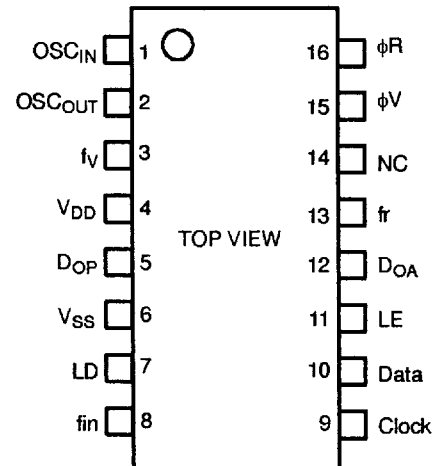 OSCIN 1 16 ϕR
OSCOUT 2 15 ϕV
fV 3 14 NC
VDD 4 13 fr
TOP VIEW
DOP 5 12 DOA
VSS 6 11 LE
LD 7 10 Data
fin 8 9 Clock